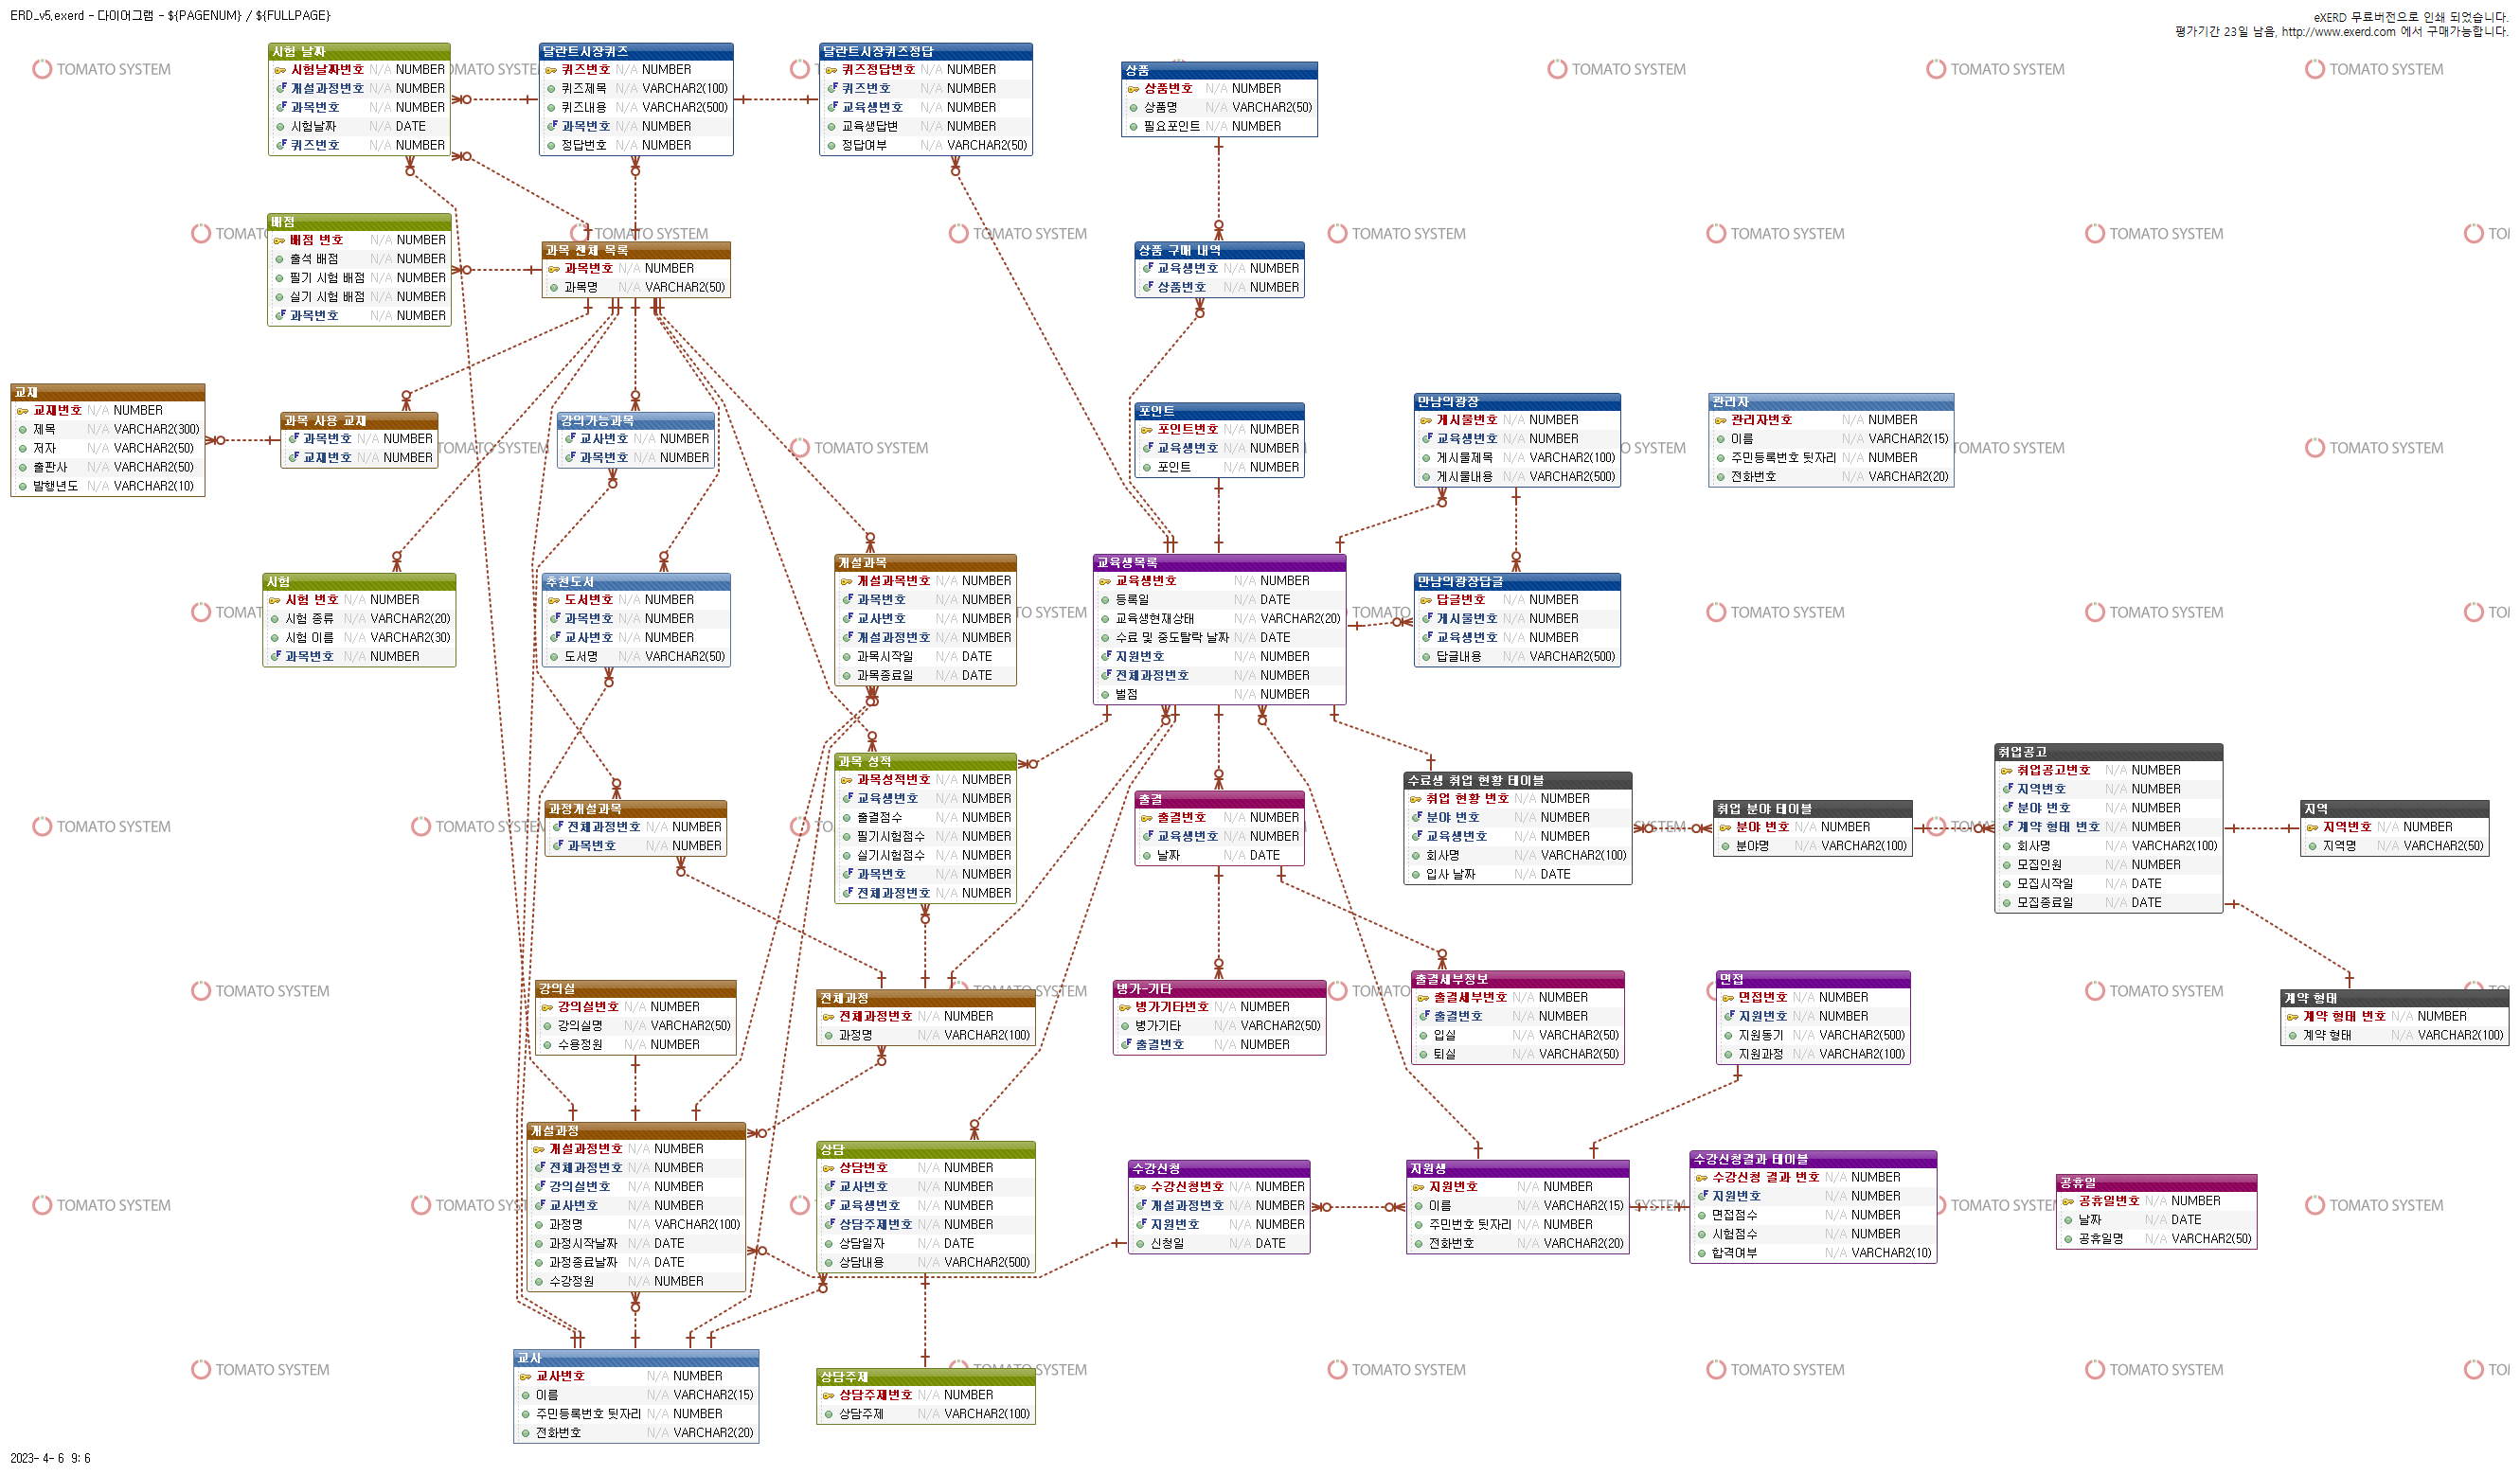 ERD_v5.exerd - 다이어그램 - ${PAGENUM} / ${FULLPAGE}
eXERD 무료버전으로 인쇄 되었습니다.
평가기간 23일 남음, http://www.exerd.com 에서 구매가능합니다.
시험 날짜
시험날짜번호 N/A NUMBER
개설과정번호 N/A NUMBER
과목번호 N/A NUMBER
시험날짜 N/A DATE
퀴즈번호 N/A NUMBER
달란트시장퀴즈
퀴즈번호 N/A NUMBER
퀴즈제목 N/A VARCHAR2(100)
퀴즈내용 N/A VARCHAR2(500)
과목번호 N/A NUMBER
정답번호 N/A NUMBER
달란트시장퀴즈정답
퀴즈정답번호 N/A NUMBER
퀴즈번호 N/A NUMBER
교육생번호 N/A NUMBER
교육생답변 N/A NUMBER
정답여부 N/A VARCHAR2(50)
상품
상품번호 N/A NUMBER
상품명 N/A VARCHAR2(50)
필요포인트 N/A NUMBER
배점
배점 번호 N/A NUMBER
출석 배점 N/A NUMBER
필기 시험 배점 N/A NUMBER
실기 시험 배점 N/A NUMBER
과목번호 N/A NUMBER
과목 전체 목록
과목번호 N/A NUMBER
과목명 N/A VARCHAR2(50)
상품 구매 내역
교육생번호 N/A NUMBER
상품번호 N/A NUMBER
교재
교재번호 N/A NUMBER
제목 N/A VARCHAR2(300)
저자 N/A VARCHAR2(50)
출판사 N/A VARCHAR2(50)
발행년도 N/A VARCHAR2(10)
과목 사용 교재
과목번호 N/A NUMBER
교재번호 N/A NUMBER
강의가능과목
교사번호 N/A NUMBER
과목번호 N/A NUMBER
포인트
포인트번호 N/A NUMBER
교육생번호 N/A NUMBER
포인트 N/A NUMBER
만남의광장
게시물번호 N/A NUMBER
교육생번호 N/A NUMBER
게시물제목 N/A VARCHAR2(100)
게시물내용 N/A VARCHAR2(500)
관리자
관리자번호 N/A NUMBER
이름 N/A VARCHAR2(15)
주민등록번호 뒷자리 N/A NUMBER
전화번호 N/A VARCHAR2(20)
시험
시험 번호 N/A NUMBER
시험 종류 N/A VARCHAR2(20)
시험 이름 N/A VARCHAR2(30)
과목번호 N/A NUMBER
추천도서
도서번호 N/A NUMBER
과목번호 N/A NUMBER
교사번호 N/A NUMBER
도서명 N/A VARCHAR2(50)
개설과목
개설과목번호 N/A NUMBER
과목번호 N/A NUMBER
교사번호 N/A NUMBER
개설과정번호 N/A NUMBER
과목시작일 N/A DATE
과목종료일 N/A DATE
교육생목록
교육생번호 N/A NUMBER
등록일 N/A DATE
교육생현재상태 N/A VARCHAR2(20)
수료 및 중도탈락 날짜 N/A DATE
지원번호 N/A NUMBER
전체과정번호 N/A NUMBER
벌점 N/A NUMBER
만남의광장답글
답글번호 N/A NUMBER
게시물번호 N/A NUMBER
교육생번호 N/A NUMBER
답글내용 N/A VARCHAR2(500)
과목 성적
과목성적번호 N/A NUMBER
교육생번호 N/A NUMBER
출결점수 N/A NUMBER
필기시험점수 N/A NUMBER
실기시험점수 N/A NUMBER
과목번호 N/A NUMBER
전체과정번호 N/A NUMBER
과정개설과목
전체과정번호 N/A NUMBER
과목번호 N/A NUMBER
출결
출결번호 N/A NUMBER
교육생번호 N/A NUMBER
날짜 N/A DATE
수료생 취업 현황 테이블
취업 현황 번호 N/A NUMBER
분야 번호 N/A NUMBER
교육생번호 N/A NUMBER
회사명 N/A VARCHAR2(100)
입사 날짜 N/A DATE
취업 분야 테이블
분야 번호 N/A NUMBER
분야명 N/A VARCHAR2(100)
취업공고
취업공고번호 N/A NUMBER
지역번호 N/A NUMBER
분야 번호 N/A NUMBER
계약 형태 번호 N/A NUMBER
회사명 N/A VARCHAR2(100)
모집인원 N/A NUMBER
모집시작일 N/A DATE
모집종료일 N/A DATE
지역
지역번호 N/A NUMBER
지역명 N/A VARCHAR2(50)
강의실
강의실번호 N/A NUMBER
강의실명 N/A VARCHAR2(50)
수용정원 N/A NUMBER
전체과정
전체과정번호 N/A NUMBER
과정명 N/A VARCHAR2(100)
병가-기타
병가기타번호 N/A NUMBER
병가기타 N/A VARCHAR2(50)
출결번호 N/A NUMBER
출결세부정보
출결세부번호 N/A NUMBER
출결번호 N/A NUMBER
입실 N/A VARCHAR2(50)
퇴실 N/A VARCHAR2(50)
면접
면접번호 N/A NUMBER
지원번호 N/A NUMBER
지원동기 N/A VARCHAR2(500)
지원과정 N/A VARCHAR2(100)
계약 형태
계약 형태 번호 N/A NUMBER
계약 형태 N/A VARCHAR2(100)
개설과정
개설과정번호 N/A NUMBER
전체과정번호 N/A NUMBER
강의실번호 N/A NUMBER
교사번호 N/A NUMBER
과정명 N/A VARCHAR2(100)
과정시작날짜 N/A DATE
과정종료날짜 N/A DATE
수강정원 N/A NUMBER
상담
상담번호 N/A NUMBER
교사번호 N/A NUMBER
교육생번호 N/A NUMBER
상담주제번호 N/A NUMBER
상담일자 N/A DATE
상담내용 N/A VARCHAR2(500)
수강신청
수강신청번호 N/A NUMBER
개설과정번호 N/A NUMBER
지원번호 N/A NUMBER
신청일 N/A DATE
지원생
지원번호 N/A NUMBER
이름 N/A VARCHAR2(15)
주민번호 뒷자리 N/A NUMBER
전화번호 N/A VARCHAR2(20)
수강신청결과 테이블
수강신청 결과 번호 N/A NUMBER
지원번호 N/A NUMBER
면접점수 N/A NUMBER
시험점수 N/A NUMBER
합격여부 N/A VARCHAR2(10)
공휴일
공휴일번호 N/A NUMBER
날짜 N/A DATE
공휴일명 N/A VARCHAR2(50)
교사
교사번호 N/A NUMBER
이름 N/A VARCHAR2(15)
주민등록번호 뒷자리 N/A NUMBER
전화번호 N/A VARCHAR2(20)
상담주제
상담주제번호 N/A NUMBER
상담주제 N/A VARCHAR2(100)
TOMATO SYSTEM
2023- 4- 6 9: 6